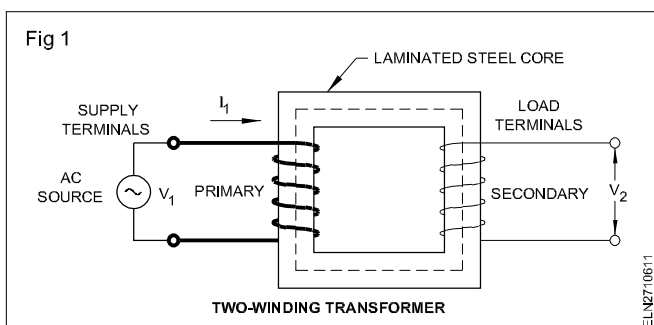 Fig 1
LAMINATED STEEL CORE
I1
SUPPLY
TERMINALS
LOAD
TERMINALS
AC
SOURCE
V1
PRIMARY
SECONDARY
V2
TWO-WINDING TRANSFORMER
ELN2710611